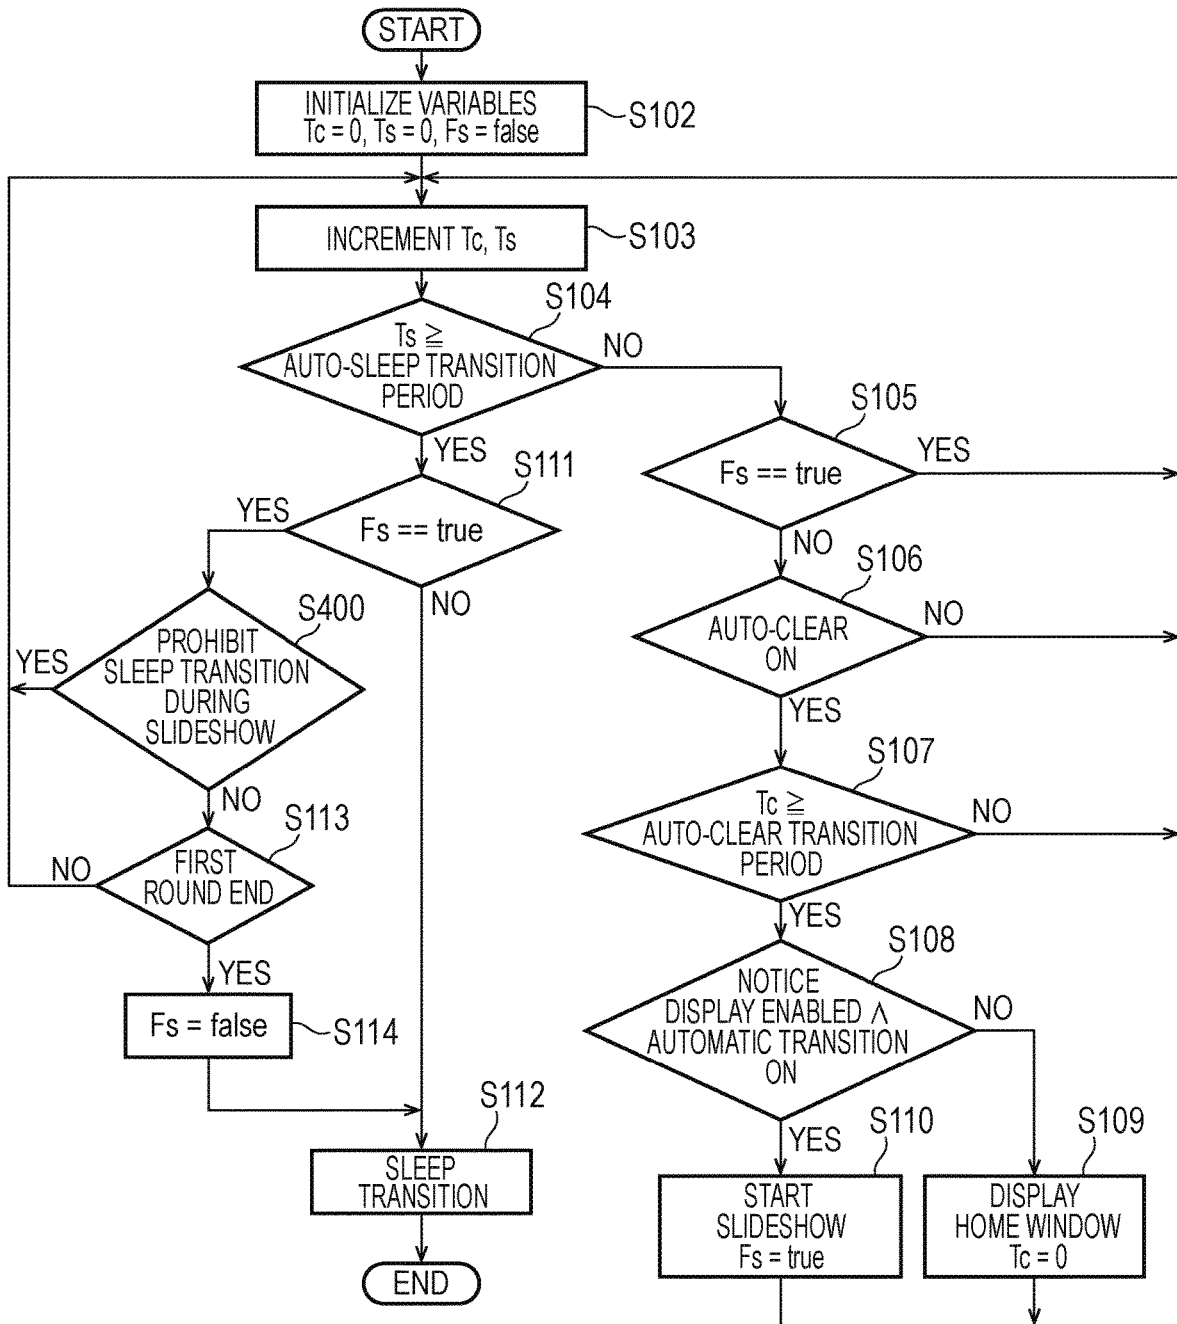 START
INITIALIZE VARIABLES
Tc = 0, Ts = 0, Fs = false
S102
INCREMENT Tc, Ts
S103
S104
Ts ≧
AUTO-SLEEP TRANSITION
PERIOD
NO
YES
S105
Fs == true
YES
NO
S111
Fs == true
YES
NO
S106
AUTO-CLEAR
ON
NO
YES
S400
PROHIBIT
SLEEP TRANSITION
DURING
SLIDESHOW
YES
NO
S107
Tc ≧
AUTO-CLEAR TRANSITION
PERIOD
NO
YES
S113
FIRST
ROUND END
NO
YES
S108
NOTICE
DISPLAY ENABLED ∧
AUTOMATIC TRANSITION
ON
NO
YES
Fs = false
S114
S112
SLEEP
TRANSITION
S110
START
SLIDESHOW
Fs = true
S109
DISPLAY
HOME WINDOW
Tc = 0
END